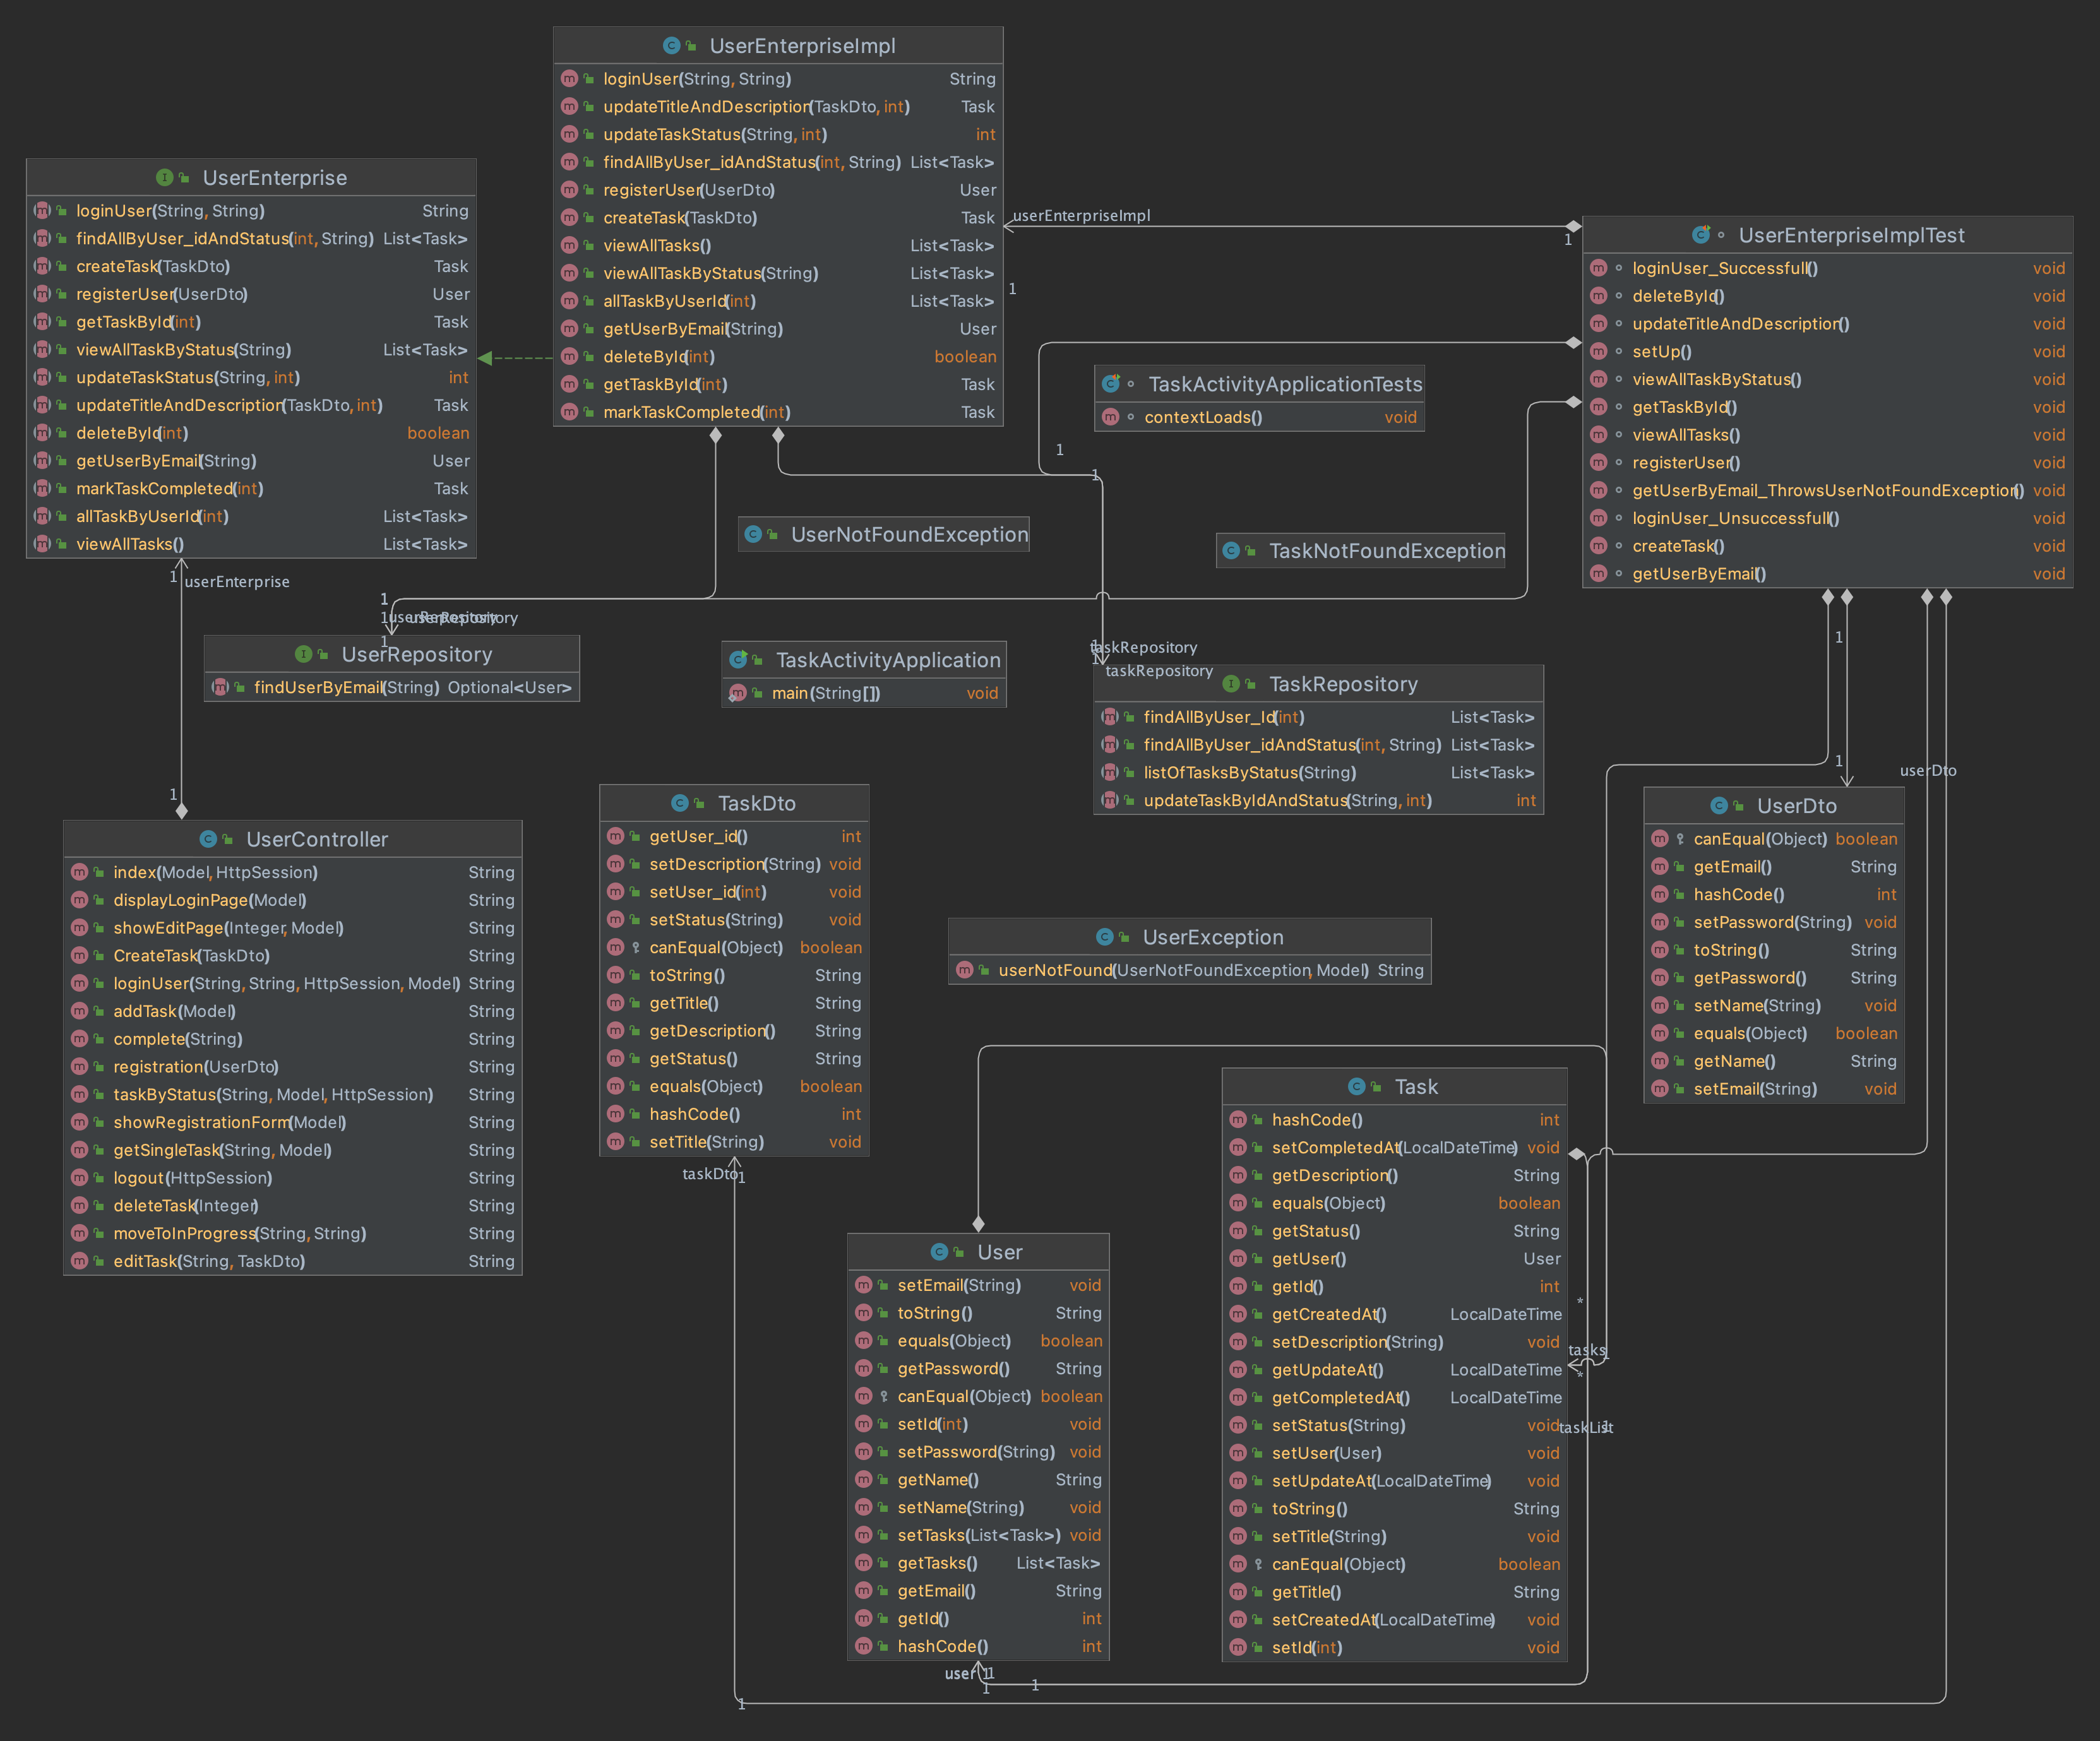 UserEnterpriseImpl
loginUser(String, String) String
updateTitleAndDescription(TaskDto, int) Task
updateTaskStatus(String, int) int
findAllByUser_idAndStatus(int, String) List<Task>
registerUser(UserDto) User
createTask(TaskDto) Task
viewAllTasks() List<Task>
viewAllTaskByStatus(String) List<Task>
allTaskByUserId(int) List<Task>
getUserByEmail(String) User
deleteById(int) boolean
getTaskById(int) Task
markTaskCompleted(int) Task
UserEnterprise
loginUser(String, String) String
findAllByUser_idAndStatus(int, String) List<Task>
createTask(TaskDto) Task
registerUser(UserDto) User
getTaskById(int) Task
viewAllTaskByStatus(String) List<Task>
updateTaskStatus(String, int) int
updateTitleAndDescription(TaskDto, int) Task
deleteById(int) boolean
getUserByEmail(String) User
markTaskCompleted(int) Task
allTaskByUserId(int) List<Task>
viewAllTasks() List<Task>
1
userEnterprise
1
userEnterpriseImpl
1
1
UserEnterpriseImplTest
loginUser_Successfull() void
deleteById() void
updateTitleAndDescription() void
setUp() void
viewAllTaskByStatus() void
getTaskById() void
viewAllTasks() void
registerUser() void
getUserByEmail_ThrowsUserNotFoundException() void
loginUser_Unsuccessfull() void
createTask() void
getUserByEmail() void
TaskActivityApplicationTests
contextLoads() void
1
1
UserNotFoundException
TaskNotFoundException
1
1
userRepository
userRepository
1
UserRepository
findUserByEmail(String) Optional<User>
TaskActivityApplication
main(String[]) void
taskRepository
1
taskRepository
TaskRepository
findAllByUser_Id(int) List<Task>
findAllByUser_idAndStatus(int, String) List<Task>
listOfTasksByStatus(String) List<Task>
updateTaskByIdAndStatus(String, int) int
1
1
userDto
UserDto
canEqual(Object) boolean
getEmail() String
hashCode() int
setPassword(String) void
toString() String
getPassword() String
setName(String) void
equals(Object) boolean
getName() String
setEmail(String) void
UserController
index(Model, HttpSession) String
displayLoginPage(Model) String
showEditPage(Integer, Model) String
CreateTask(TaskDto) String
loginUser(String, String, HttpSession, Model) String
addTask(Model) String
complete(String) String
registration(UserDto) String
taskByStatus(String, Model, HttpSession) String
showRegistrationForm(Model) String
getSingleTask(String, Model) String
logout(HttpSession) String
deleteTask(Integer) String
moveToInProgress(String, String) String
editTask(String, TaskDto) String
TaskDto
getUser_id() int
setDescription(String) void
setUser_id(int) void
setStatus(String) void
canEqual(Object) boolean
toString() String
getTitle() String
getDescription() String
getStatus() String
equals(Object) boolean
hashCode() int
setTitle(String) void
taskDto
1
UserException
userNotFound(UserNotFoundException, Model) String
User
setEmail(String) void
toString() String
equals(Object) boolean
getPassword() String
canEqual(Object) boolean
setId(int) void
setPassword(String) void
getName() String
setName(String) void
setTasks(List<Task>) void
getTasks() List<Task>
getEmail() String
getId() int
hashCode() int
user
1
1
1
1
Task
hashCode() int
setCompletedAt(LocalDateTime) void
getDescription() String
equals(Object) boolean
getStatus() String
getUser() User
getId() int
getCreatedAt() LocalDateTime
setDescription(String) void
getUpdateAt() LocalDateTime
getCompletedAt() LocalDateTime
setStatus(String) void
setUser(User) void
setUpdateAt(LocalDateTime) void
toString() String
setTitle(String) void
canEqual(Object) boolean
getTitle() String
setCreatedAt(LocalDateTime) void
setId(int) void
*
tasks
*
taskList
1